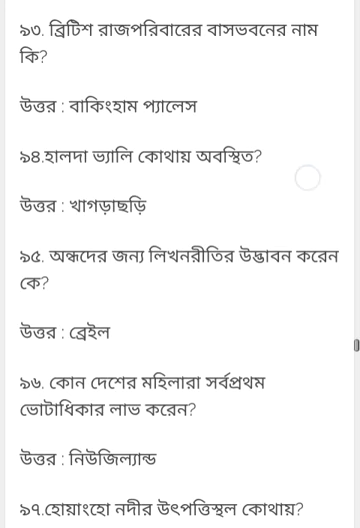 ৯৩. ব্রিটিশ রাজপরিবারের বাসভবনের নাম
কি?
উত্তর : বাকিংহাম প্যালেস
৯৪.হালদা ভ্যালি কোথায় অবস্থিত?
উত্তর : খাগড়াছড়ি
৯৫. অন্ধদের জন্য লিখনরীতির উদ্ভাবন করেন
কে?
উত্তর : ব্রেইল
৯৬. কোন দেশের মহিলারা সর্বপ্রথম
ভোটাধিকার লাভ করেন?
উত্তর : নিউজিল্যান্ড
৯৭.হোয়াংহো নদীর উৎপত্তিস্থল কোথায়?